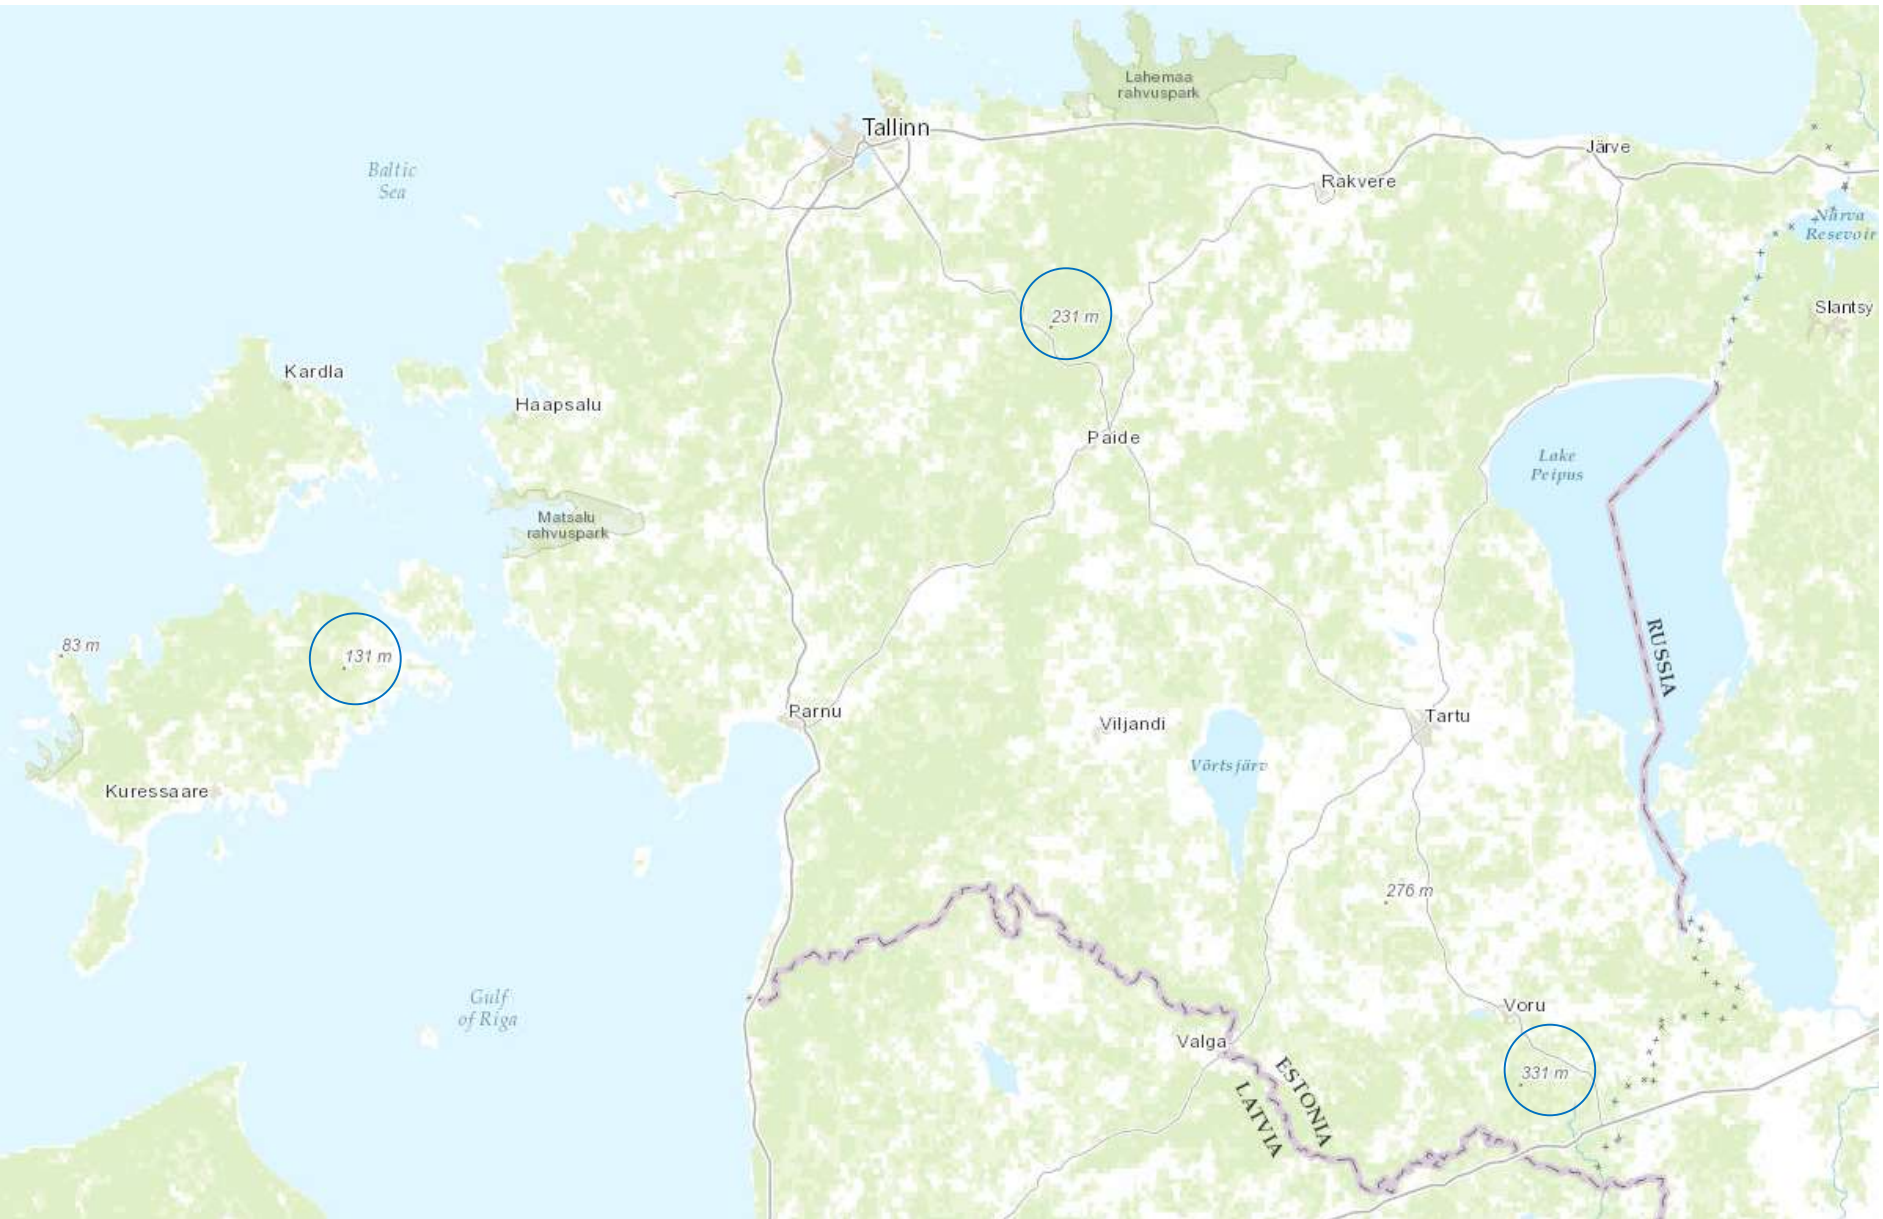 Lahemaa
rahvuspark
Tallinn
Järve
Baltic
Sea
Rakvere
Narva
Resevoir
231 m
Slantsy
Kardla
Haapsalu
Paide
Lake
Peipus
Matsalu
rahvuspark
83 m
131 m
RUSSIA
Parnu
Viljandi
Tartu
Võrtsjärv
Kuressaare
276 m
Gulf
of Riga
Voru
Valga
331 m
ESTONIA
LATVIA